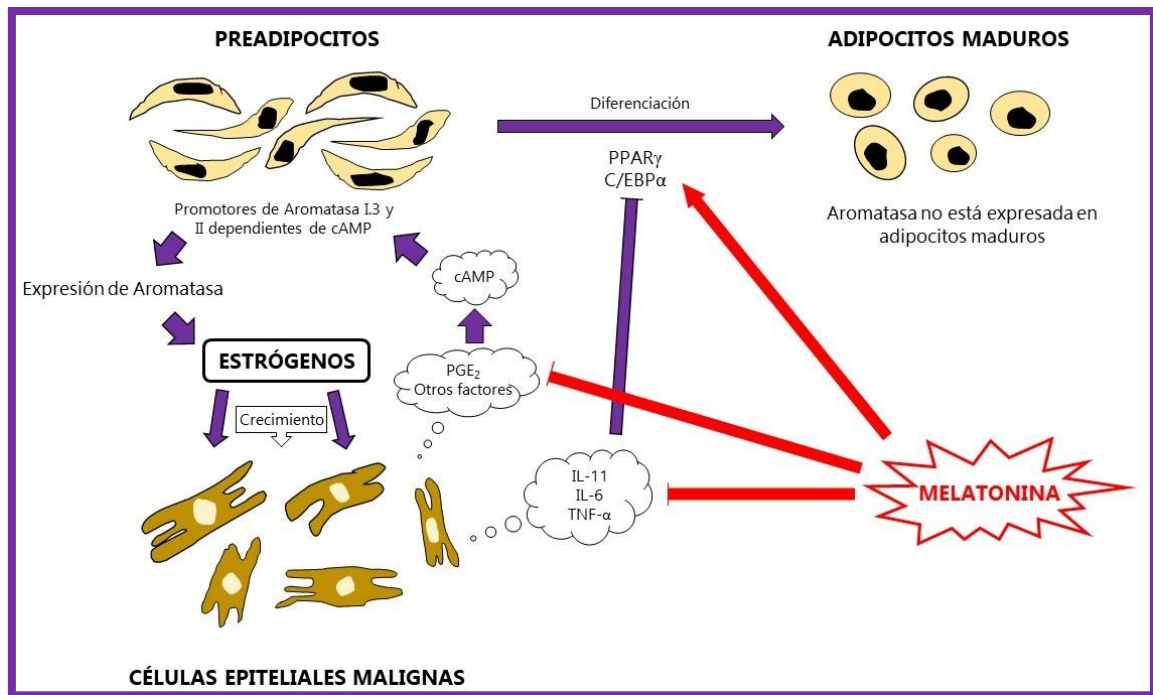 PREADIPOCITOS
ADIPOCITOS MADUROS
Diferenciación
PPARγ
C/EBPα
Promotores de Aromatasa I.3 y
II dependientes de cAMP
Aromatasa no está expresada en
adipocitos maduros
cAMP
Expresión de Aromatasa
ESTRÓGENOS
PGE₂
Otros factores
Crecimiento
IL-11
IL-6
TNF-α
MELATONINA
CÉLULAS EPITELIALES MALIGNAS